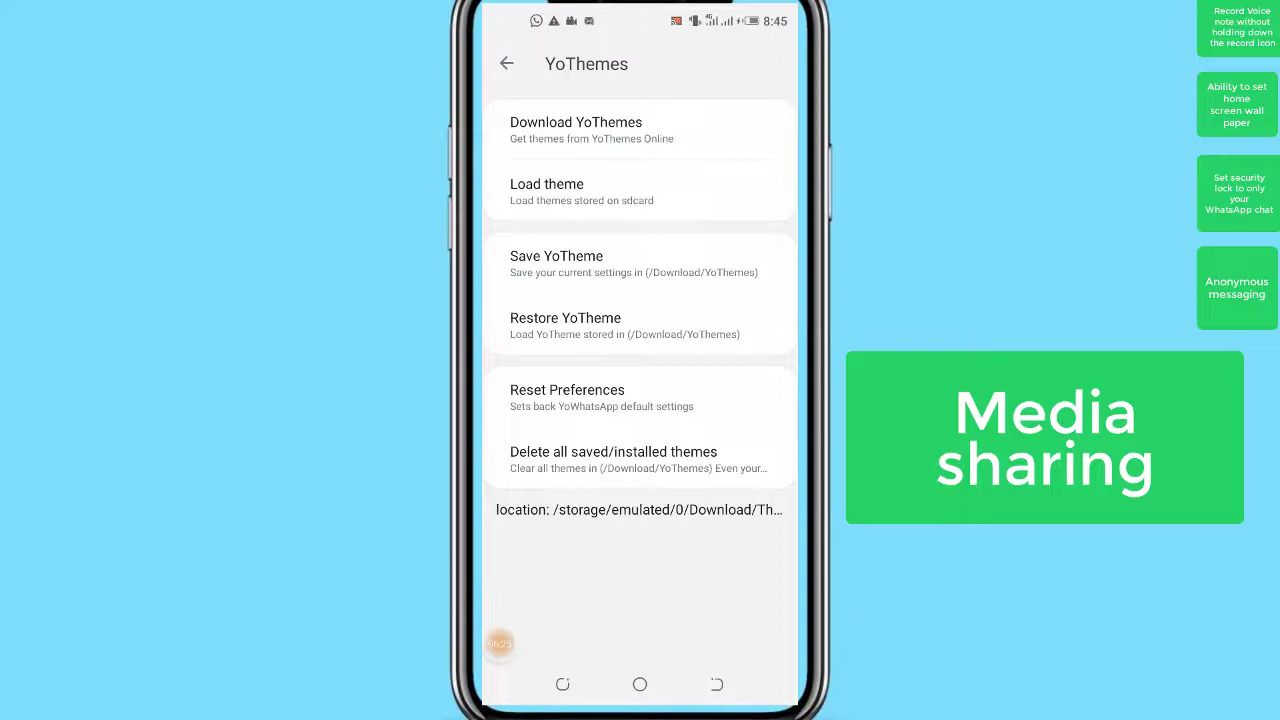 8:45
YoThemes
Download YoThemes
Get themes from YoThemes Online
Load theme
Load themes stored on sdcard
Save YoTheme
Save your current settings in (/Download/YoThemes)
Restore YoTheme
Load YoTheme stored in (/Download/YoThemes)
Reset Preferences
Sets back YoWhatsApp default settings
Delete all saved/installed themes
Clear all themes in (/Download/YoThemes) Even your...
location: /storage/emulated/0/Download/Th...
06:25
Record Voice
note without
holding down
the record icon
Ability to set
home
screen wall
paper
Set security
lock to only
your
WhatsApp chat
Anonymous
messaging
Media
sharing